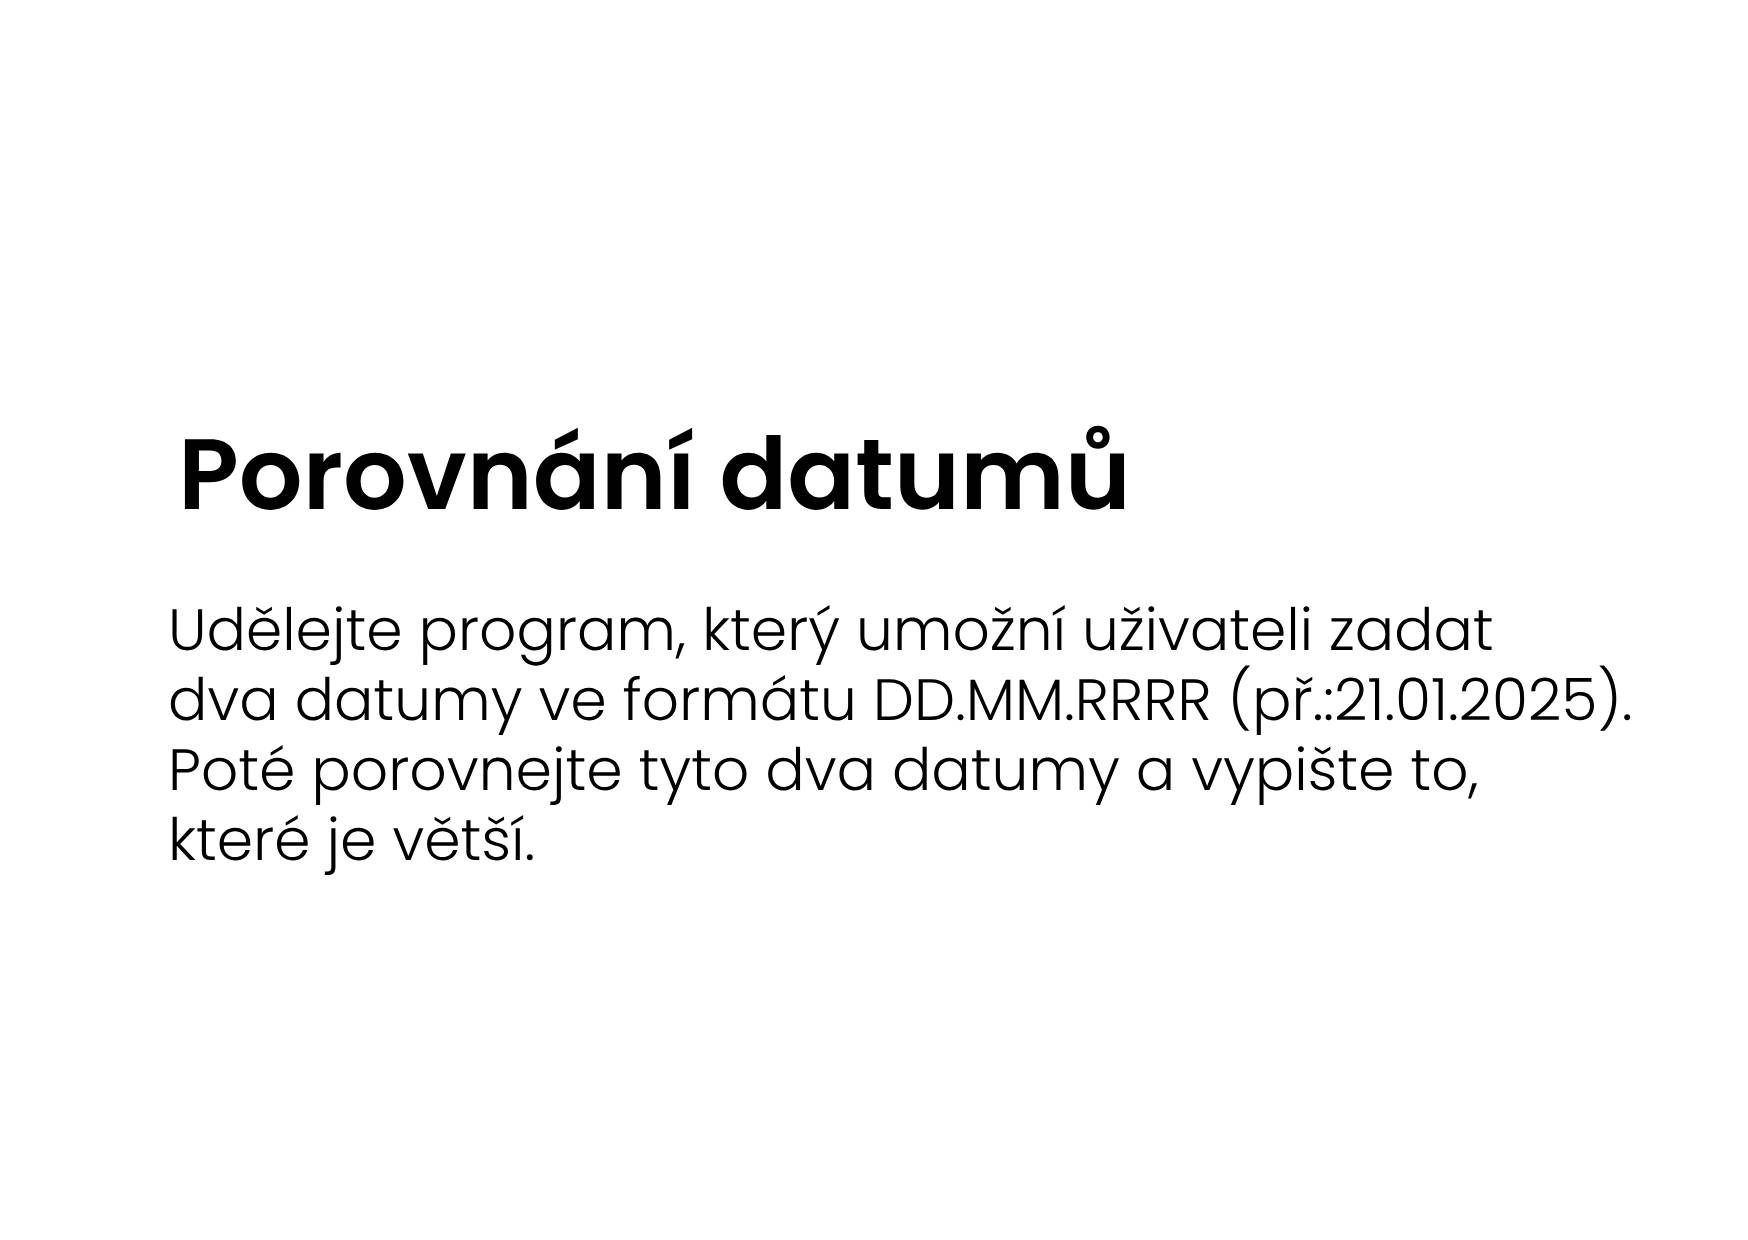 Porovnání datumů
Udělejte program, který umožní uživateli zadat
dva datumy ve formátu DD.MM.RRRR (př.:21.01.2025).
Poté porovnejte tyto dva datumy a vypište to,
které je větší.